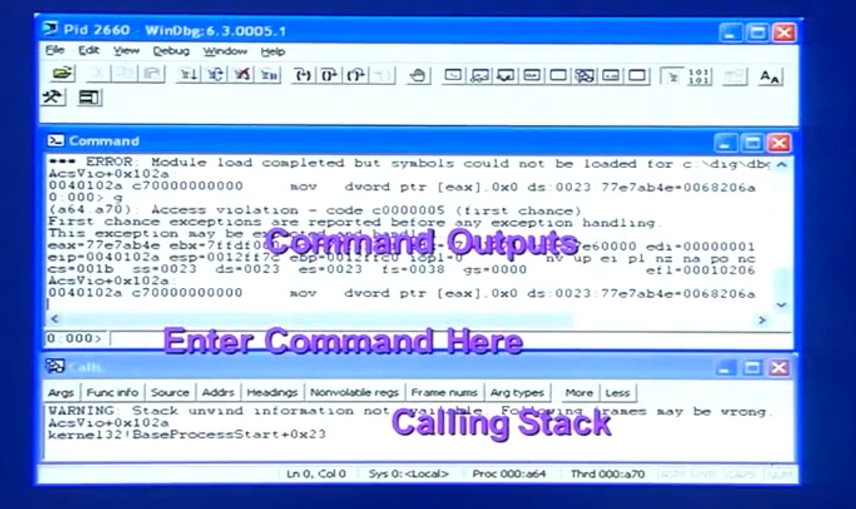 Pid 2660 - WinDbg:6.3.0005.1
File Edit View Debug Window Help
101
101
AA
Command
*** ERROR: Module load completed but symbols could not be loaded for c:\dig\dbg
AcsVio+0x102a:
0040102a c70000000000 mov dword ptr [eax],0x0 ds:0023:77e7ab4e=0068206a
0:000> g
(a64.a70): Access violation - code c0000005 (first chance)
First chance exceptions are reported before any exception handling.
This exception may be expected and handled.
eax=77e7ab4e ebx=7ffdf0 e60000 edi=00000001
Command Outputs
eip=0040102a esp=0012ff7c ebp=0012ffc0 iopl=0 nv up ei pl nz na po nc
cs=001b ss=0023 ds=0023 es=0023 fs=0038 gs=0000 efl=00010206
AcsVio+0x102a:
0040102a c70000000000 mov dword ptr [eax],0x0 ds:0023:77e7ab4e=0068206a
0:000>
Enter Command Here
Calls
Args Func info Source Addrs Headings Nonvolatile regs Frame nums Arg types More Less
WARNING: Stack unwind information not available. Following frames may be wrong.
AcsVio+0x102a
Calling Stack
kernel32!BaseProcessStart+0x23
Ln 0, Col 0 Sys 0:<Local> Proc 000:a64 Thrd 000:a70 ASM OVR CAPS NUM